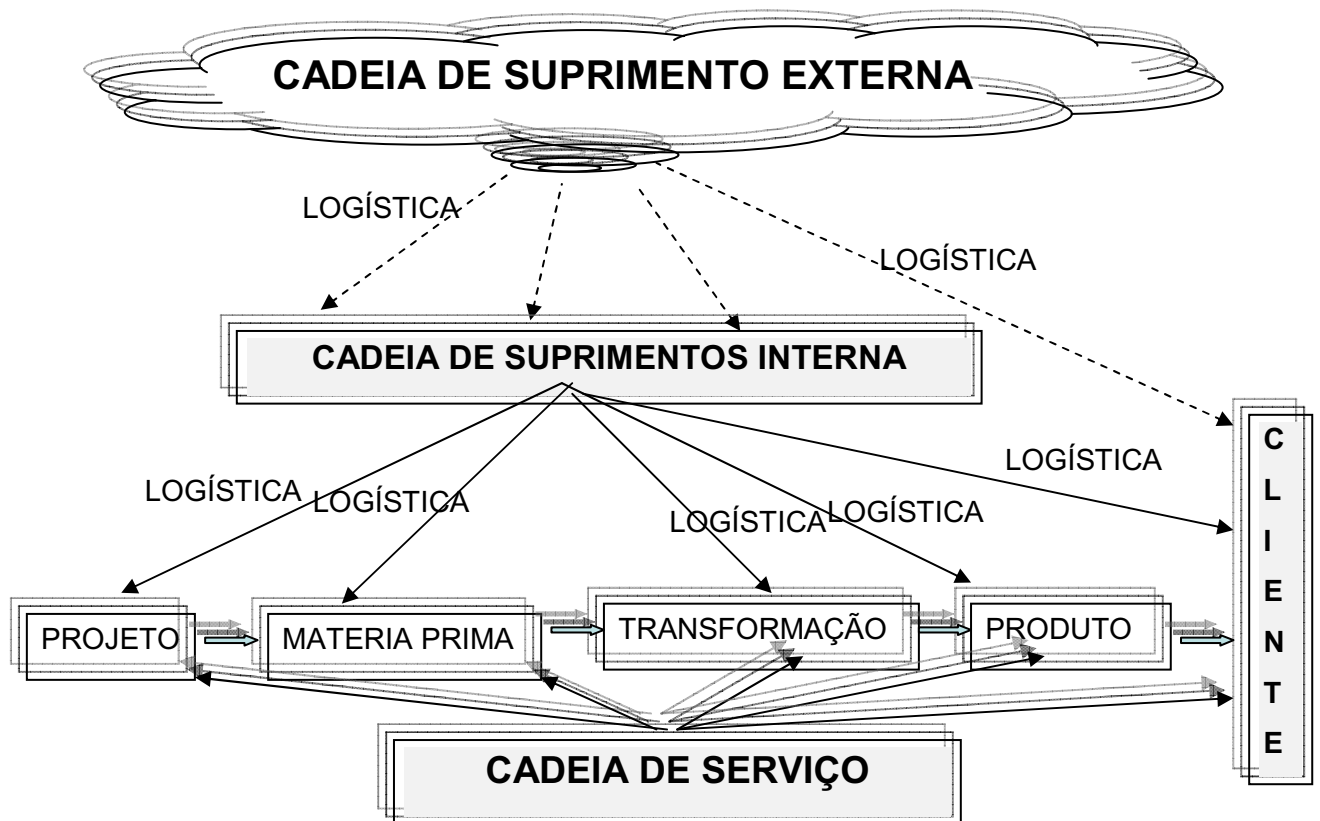 CADEIA DE SUPRIMENTO EXTERNA
LOGÍSTICA
LOGÍSTICA
CADEIA DE SUPRIMENTOS INTERNA
LOGÍSTICA
LOGÍSTICA
LOGÍSTICA
LOGÍSTICA
LOGÍSTICA
CLIENTE
PROJETO
MATERIA PRIMA
TRANSFORMAÇÃO
PRODUTO
CADEIA DE SERVIÇO